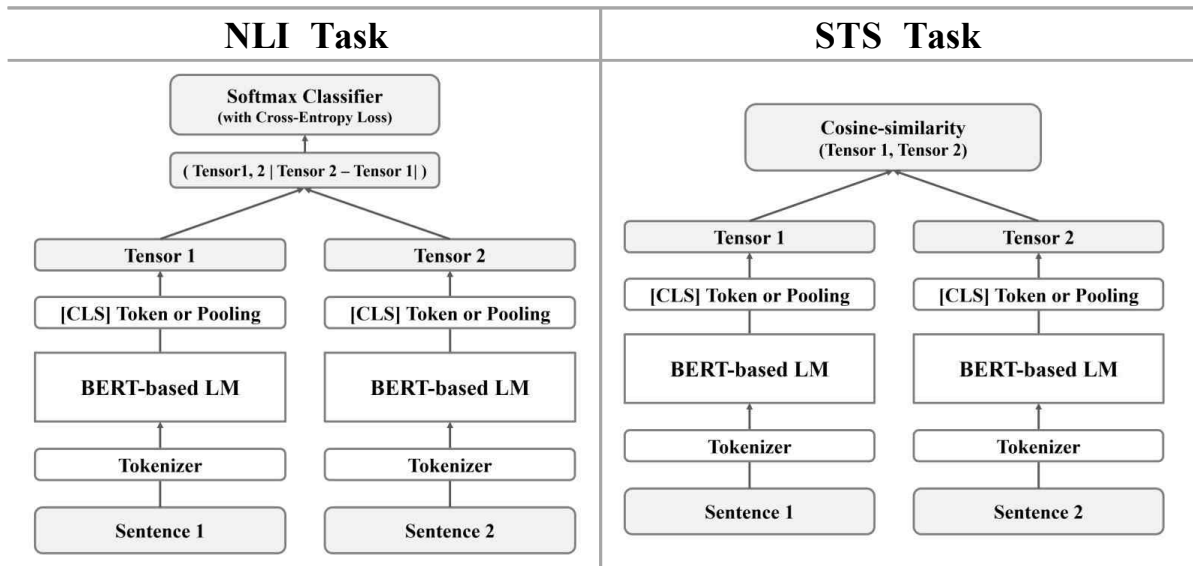 NLI Task
Softmax Classifier
(with Cross-Entropy Loss)
( Tensor1, 2 | Tensor 2 – Tensor 1| )
Tensor 1
Tensor 2
[CLS] Token or Pooling
[CLS] Token or Pooling
BERT-based LM
BERT-based LM
Tokenizer
Tokenizer
Sentence 1
Sentence 2
STS Task
Cosine-similarity
(Tensor 1, Tensor 2)
Tensor 1
Tensor 2
[CLS] Token or Pooling
[CLS] Token or Pooling
BERT-based LM
BERT-based LM
Tokenizer
Tokenizer
Sentence 1
Sentence 2